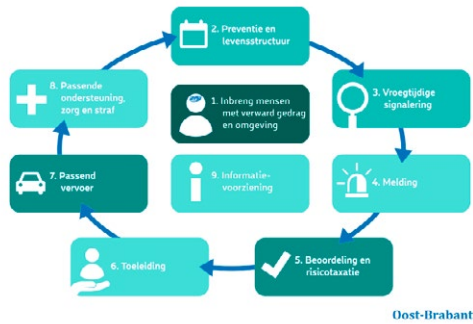 2. Preventie en
levensstructuur
8. Passende
ondersteuning,
zorg en straf
1. Inbreng mensen
met verward gedrag
en omgeving
3. Vroegtijdige
signalering
7. Passend
vervoer
9. Informatie-
voorziening
4. Melding
6. Toeleiding
5. Beoordeling en
risicotaxatie
Oost-Brabant